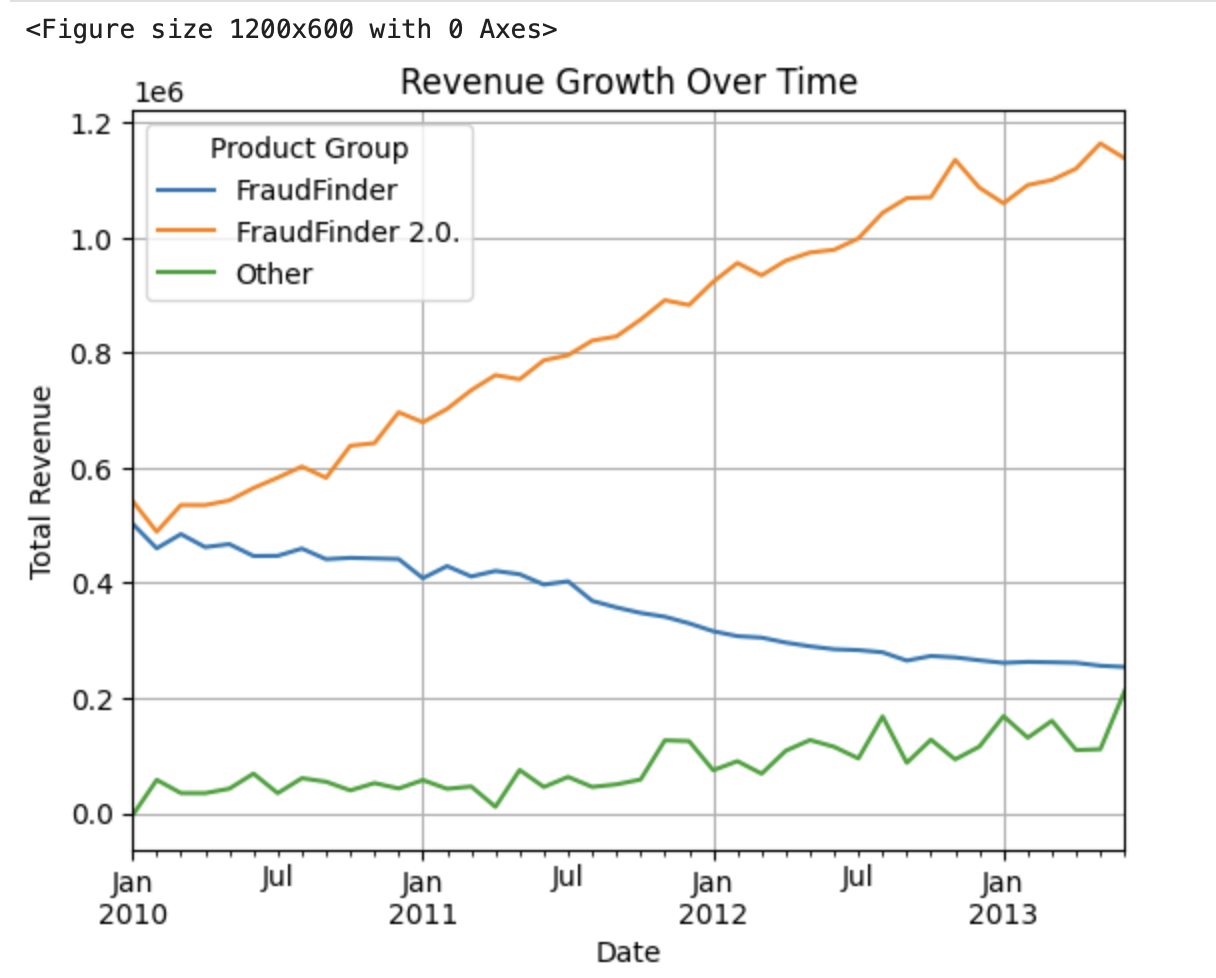 <Figure size 1200x600 with 0 Axes>
Revenue Growth Over Time
1e6
1.2
1.0
0.8
0.6
0.4
0.2
0.0
Total Revenue
Product Group
FraudFinder
FraudFinder 2.0.
Other
Jan Jul Jan Jul Jan Jul Jan
2010 2011 2012 2013
Date